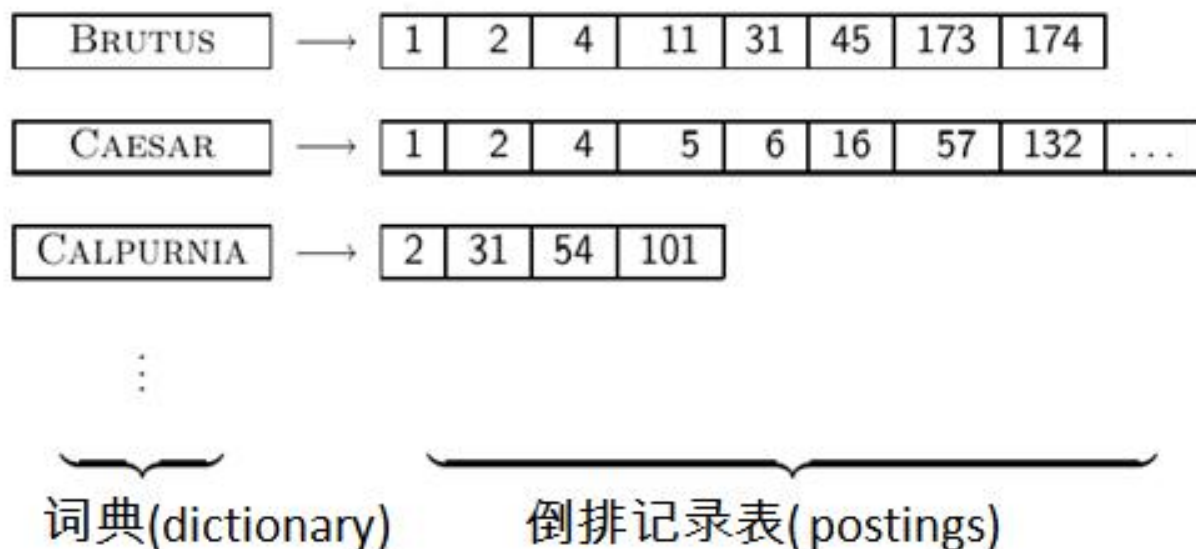 BRUTUS → 1 2 4 11 31 45 173 174
CAESAR → 1 2 4 5 6 16 57 132 ...
CALPURNIA → 2 31 54 101
⋮
词典(dictionary) 倒排记录表( postings)